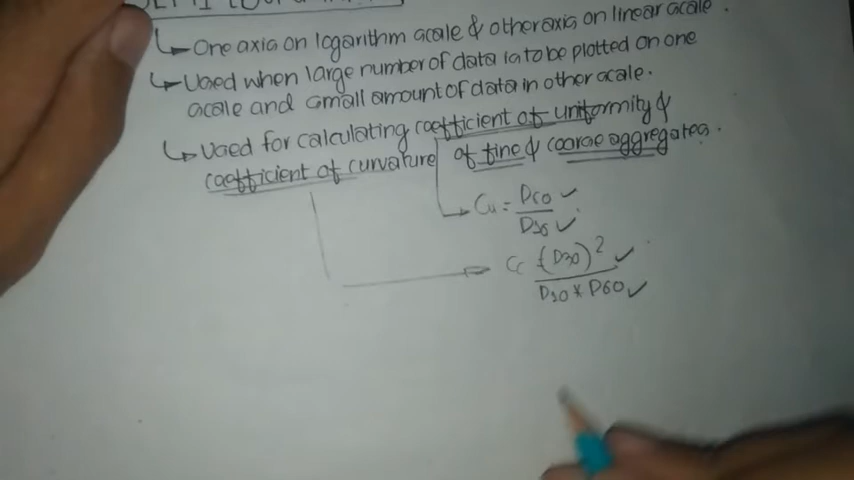 One axis on logarithm scale & other axis on linear scale.
Used when large number of data is to be plotted on one
scale and small amount of data in other scale.
Used for calculating coefficient of uniformity &
coefficient of curvature of fine & coarse aggregates.
Cu = D60
D10
Cc = (D30)²
D10 * D60